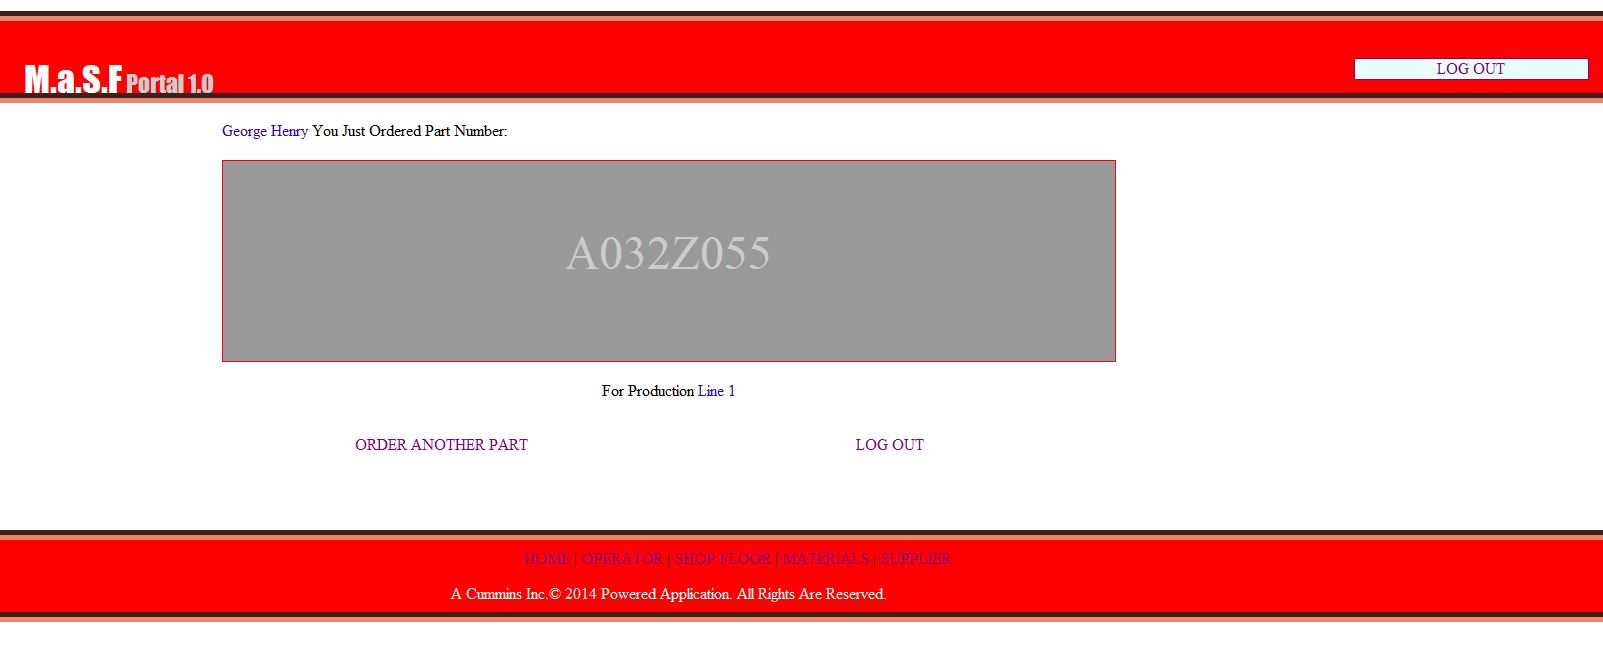 M.a.S.F Portal 1.0
LOG OUT
George Henry You Just Ordered Part Number:
A032Z055
For Production Line 1
ORDER ANOTHER PART
LOG OUT
HOME | OPERATOR | SHOP FLOOR | MATERIALS | SUPPLIER
A Cummins Inc.© 2014 Powered Application. All Rights Are Reserved.